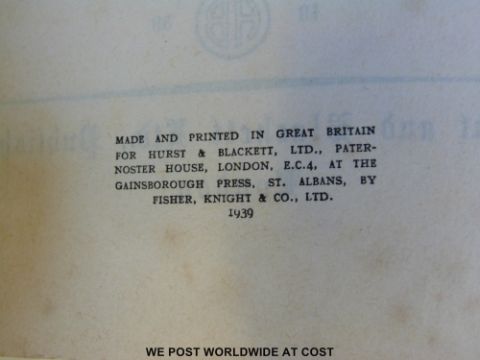 MADE AND PRINTED IN GREAT BRITAIN
FOR HURST & BLACKETT, LTD., PATER-
NOSTER HOUSE, LONDON, E.C.4, AT THE
GAINSBOROUGH PRESS, ST. ALBANS, BY
FISHER, KNIGHT & CO., LTD.
1939
WE POST WORLDWIDE AT COST